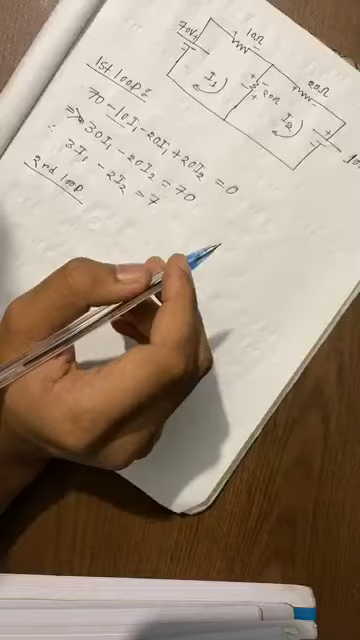 70V
10Ω
20Ω
20Ω
I₁
I₂
10
1st loop :
70 - 10I₁ - 20I₁ + 20I₂ = 0
=> 30I₁ - 20I₂ = 70
∴ 3I₁ - 2I₂ = 7
2nd loop